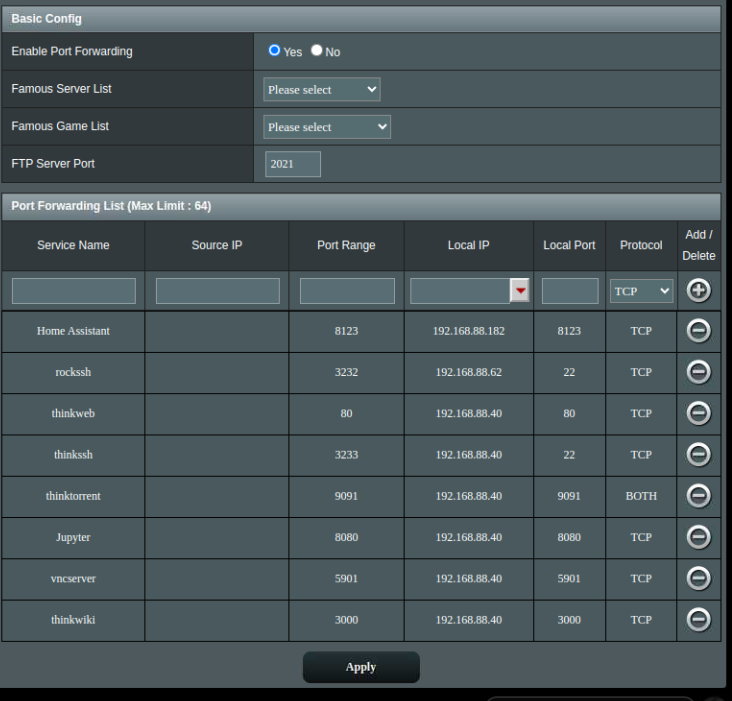 Basic Config
Enable Port Forwarding Yes No
Famous Server List Please select
Famous Game List Please select
FTP Server Port 2021
Port Forwarding List (Max Limit : 64)
Service Name Source IP Port Range Local IP Local Port Protocol Add / Delete
TCP
Home Assistant 8123 192.168.88.182 8123 TCP
rockssh 3232 192.168.88.62 22 TCP
thinkweb 80 192.168.88.40 80 TCP
thinkssh 3233 192.168.88.40 22 TCP
thinktorrent 9091 192.168.88.40 9091 BOTH
Jupyter 8080 192.168.88.40 8080 TCP
vncserver 5901 192.168.88.40 5901 TCP
thinkwiki 3000 192.168.88.40 3000 TCP
Apply